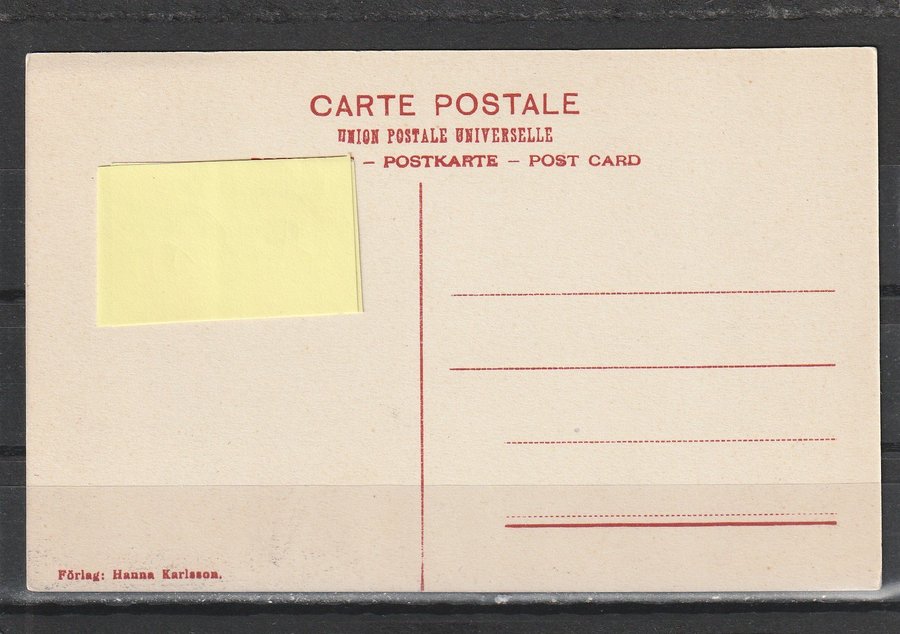 CARTE POSTALE
UNION POSTALE UNIVERSELLE
– POSTKARTE – POST CARD
Förlag: Hanna Karlsson.